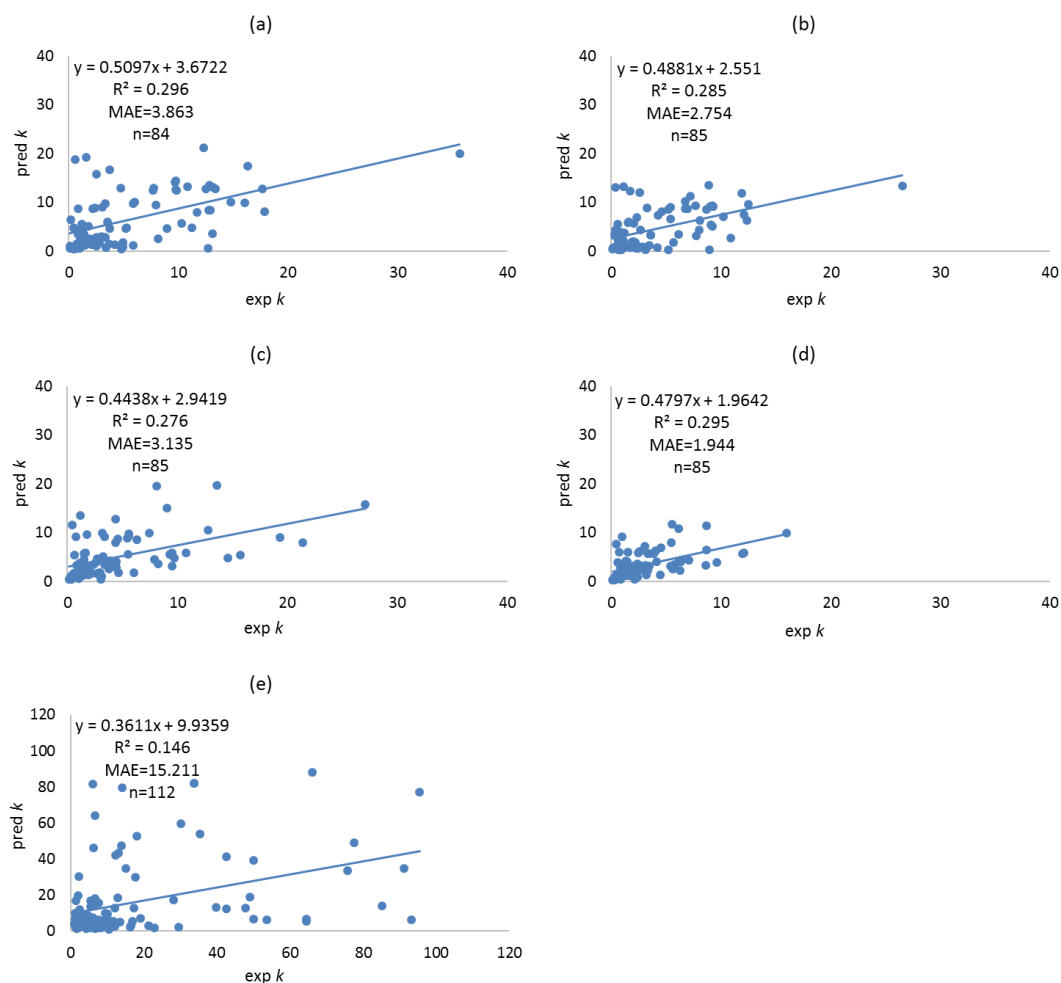 (a)
40
30
20
10
0
y = 0.5097x + 3.6722
R² = 0.296
MAE=3.863
n=84
pred k
0 10 20 30 40
exp k
(b)
40
30
20
10
0
y = 0.4881x + 2.551
R² = 0.285
MAE=2.754
n=85
pred k
0 10 20 30 40
exp k
(c)
40
30
20
10
0
y = 0.4438x + 2.9419
R² = 0.276
MAE=3.135
n=85
pred k
0 10 20 30 40
exp k
(d)
40
30
20
10
0
y = 0.4797x + 1.9642
R² = 0.295
MAE=1.944
n=85
pred k
0 10 20 30 40
exp k
(e)
120
100
80
60
40
20
0
y = 0.3611x + 9.9359
R² = 0.146
MAE=15.211
n=112
pred k
0 20 40 60 80 100 120
exp k